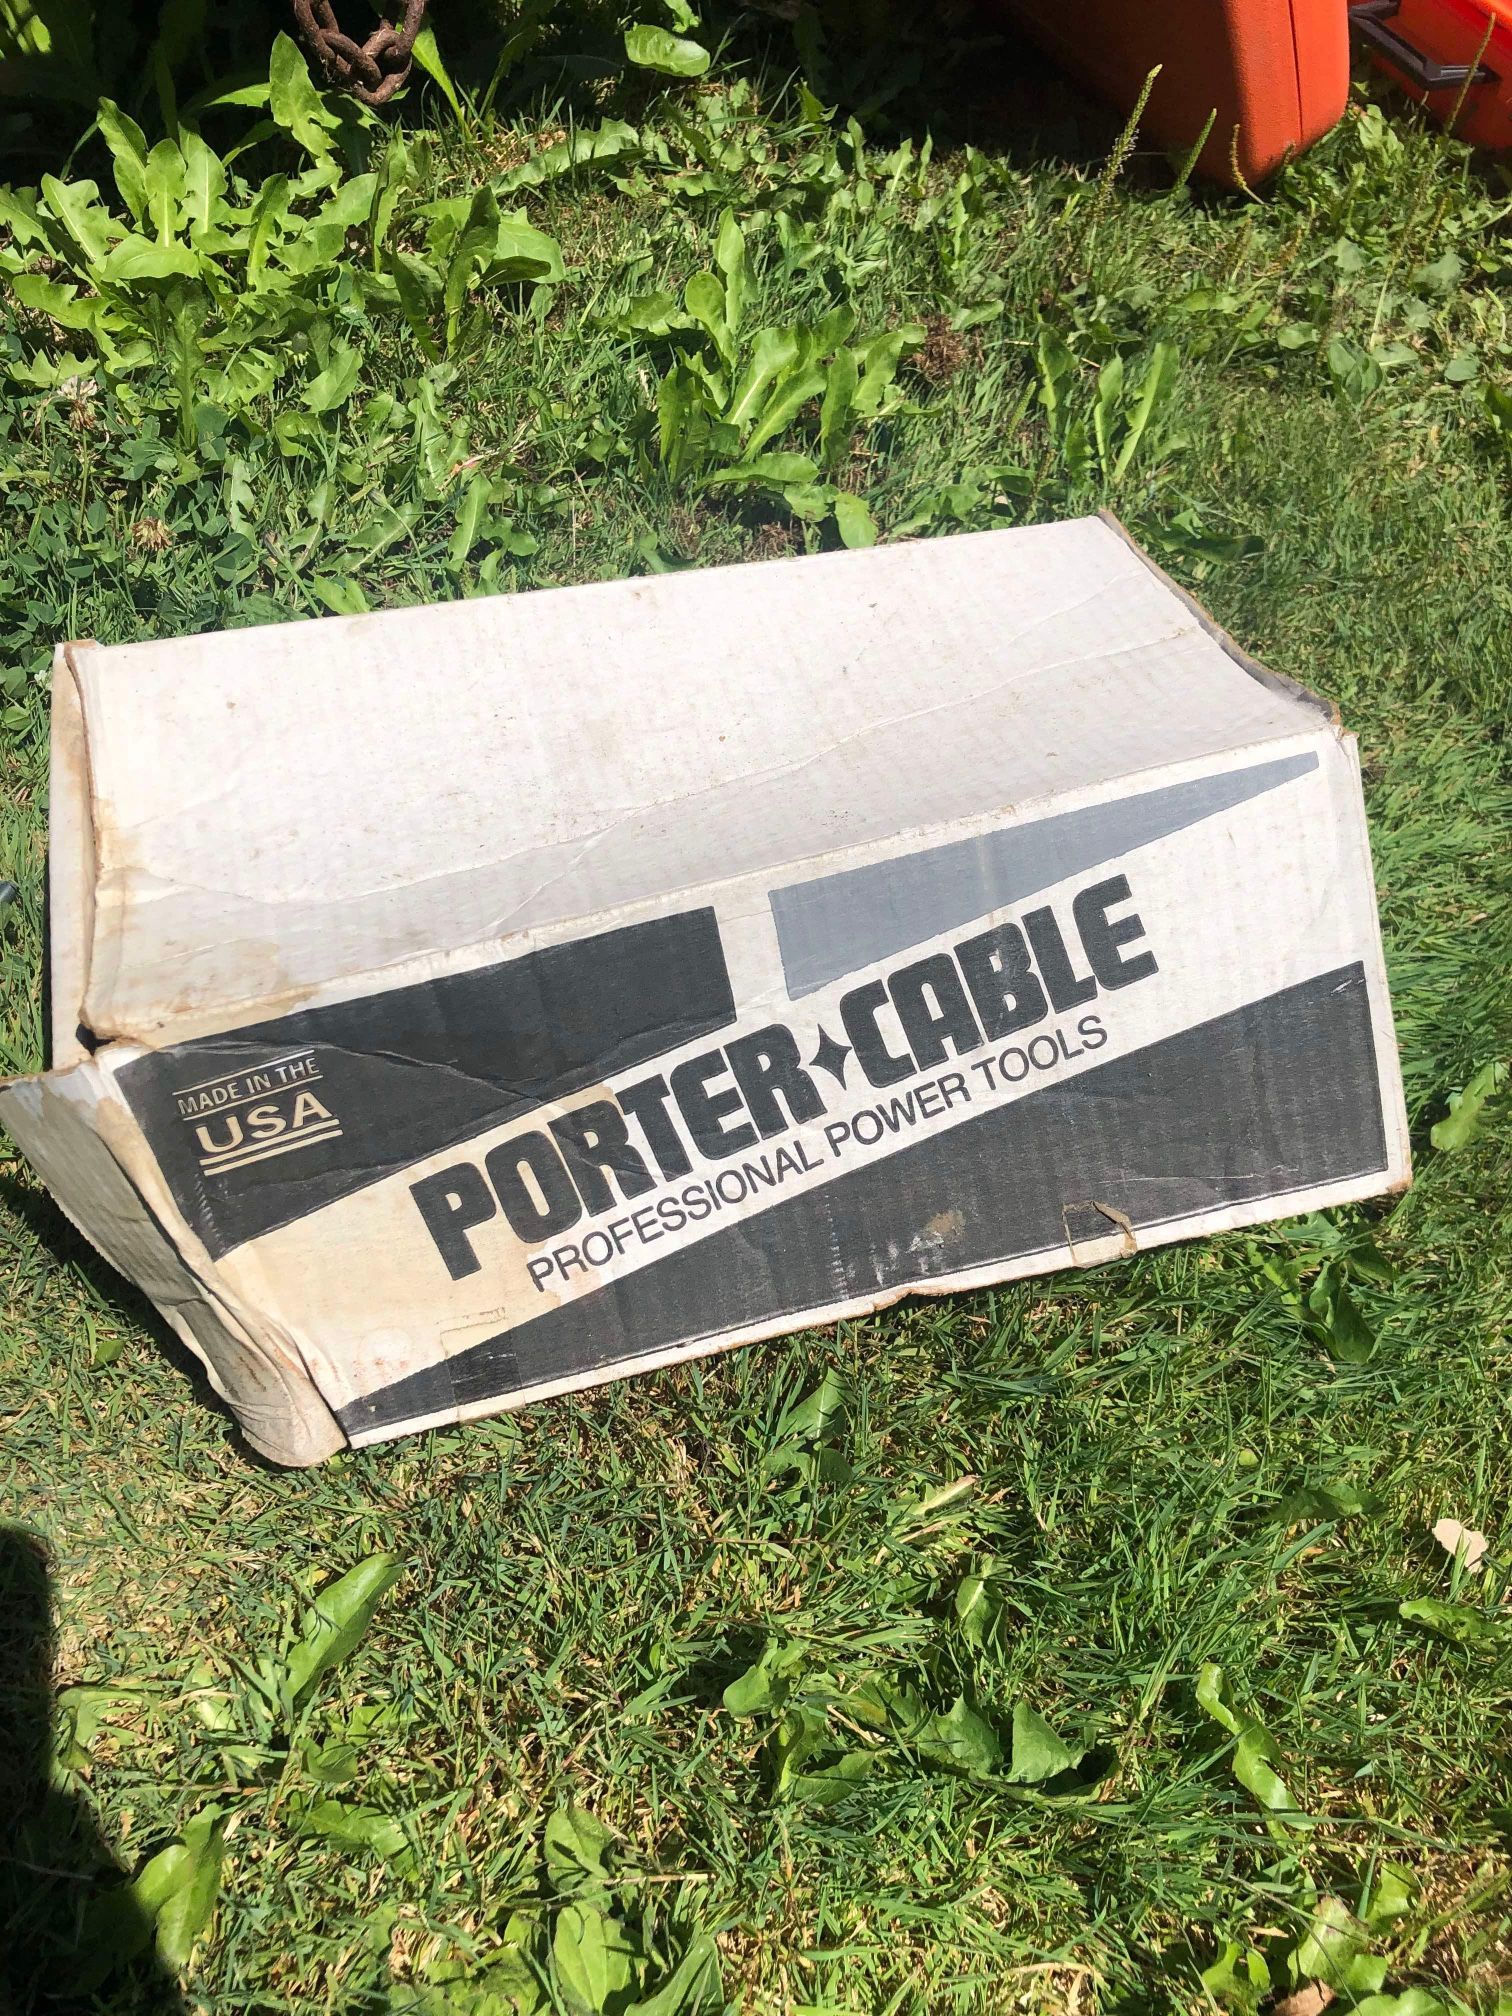 MADE IN THE
USA
PORTER✦CABLE
PROFESSIONAL POWER TOOLS